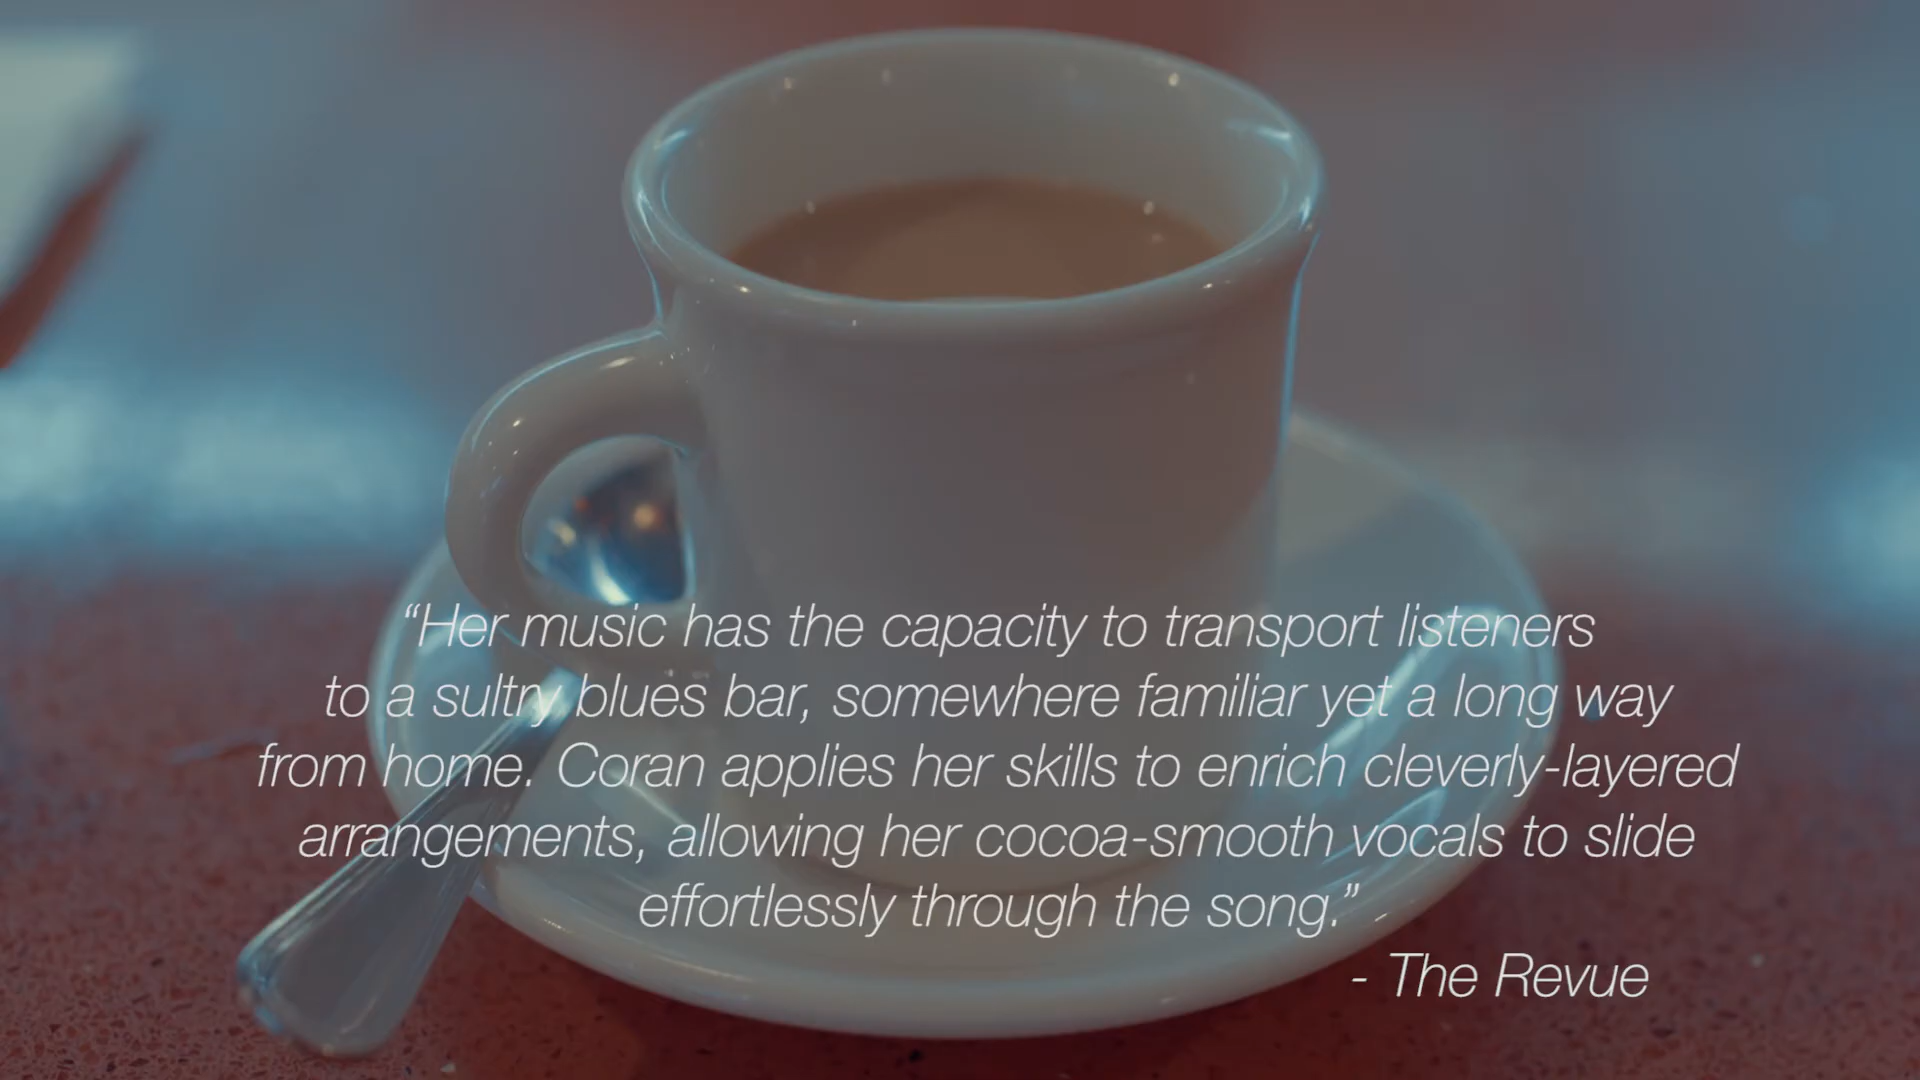 “Her music has the capacity to transport listeners
to a sultry blues bar, somewhere familiar yet a long way
from home. Coran applies her skills to enrich cleverly-layered
arrangements, allowing her cocoa-smooth vocals to slide
effortlessly through the song.”
- The Revue